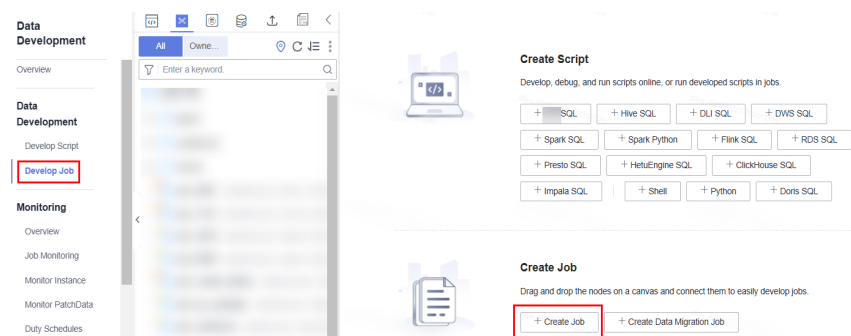 Data
Development
Overview
Data
Development
Develop Script
Develop Job
Monitoring
Overview
Job Monitoring
Monitor Instance
Monitor PatchData
Duty Schedules
All Owne...
Enter a keyword.
Create Script
Develop, debug, and run scripts online, or run developed scripts in jobs.
+ SQL + Hive SQL + DLI SQL + DWS SQL
+ Spark SQL + Spark Python + Flink SQL + RDS SQL
+ Presto SQL + HetuEngine SQL + ClickHouse SQL
+ Impala SQL + Shell + Python + Doris SQL
Create Job
Drag and drop the nodes on a canvas and connect them to easily develop jobs.
+ Create Job + Create Data Migration Job